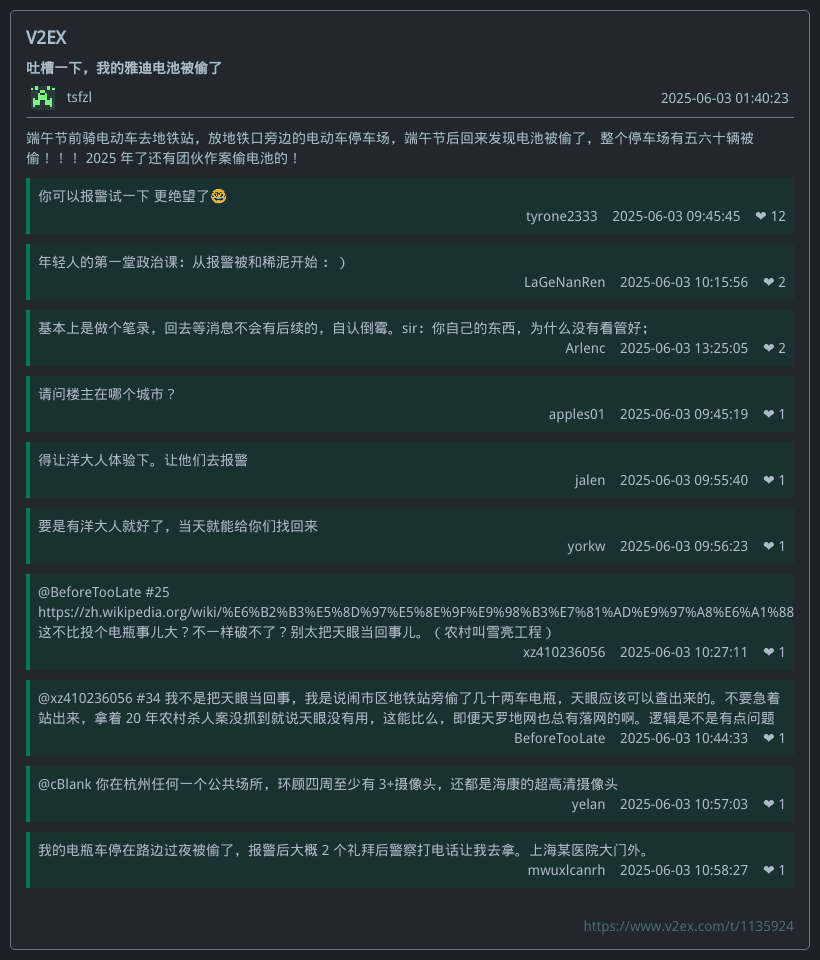 V2EX
吐槽一下，我的雅迪电池被偷了
tsfzl 2025-06-03 01:40:23
端午节前骑电动车去地铁站，放地铁口旁边的电动车停车场，端午节后回来发现电池被偷了，整个停车场有五六十辆被
偷！！！ 2025 年了还有团伙作案偷电池的！
你可以报警试一下 更绝望了🤓
tyrone2333 2025-06-03 09:45:45 ❤ 12
年轻人的第一堂政治课：从报警被和稀泥开始 ：）
LaGeNanRen 2025-06-03 10:15:56 ❤ 2
基本上是做个笔录，回去等消息不会有后续的，自认倒霉。sir：你自己的东西，为什么没有看管好；
Arlenc 2025-06-03 13:25:05 ❤ 2
请问楼主在哪个城市？
apples01 2025-06-03 09:45:19 ❤ 1
得让洋大人体验下。让他们去报警
jalen 2025-06-03 09:55:40 ❤ 1
要是有洋大人就好了，当天就能给你们找回来
yorkw 2025-06-03 09:56:23 ❤ 1
@BeforeTooLate #25
https://zh.wikipedia.org/wiki/%E6%B2%B3%E5%8D%97%E5%8E%9F%E9%98%B3%E7%81%AD%E9%97%A8%E6%A1%88
这不比投个电瓶事儿大？不一样破不了？别太把天眼当回事儿。（农村叫雪亮工程）
xz410236056 2025-06-03 10:27:11 ❤ 1
@xz410236056 #34 我不是把天眼当回事，我是说闹市区地铁站旁偷了几十两车电瓶，天眼应该可以查出来的。不要急着
站出来，拿着 20 年农村杀人案没抓到就说天眼没有用，这能比么，即便天罗地网也总有落网的啊。逻辑是不是有点问题
BeforeTooLate 2025-06-03 10:44:33 ❤ 1
@cBlank 你在杭州任何一个公共场所，环顾四周至少有 3+摄像头，还都是海康的超高清摄像头
yelan 2025-06-03 10:57:03 ❤ 1
我的电瓶车停在路边过夜被偷了，报警后大概 2 个礼拜后警察打电话让我去拿。上海某医院大门外。
mwuxlcanrh 2025-06-03 10:58:27 ❤ 1
https://www.v2ex.com/t/1135924